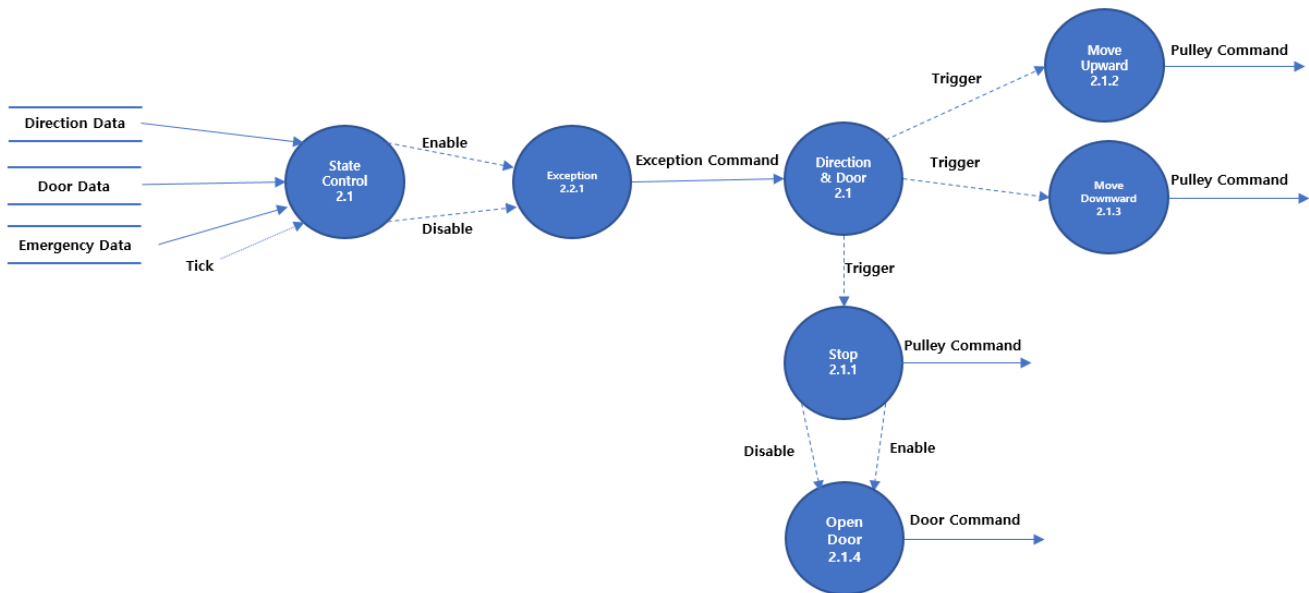 Direction Data
Door Data
Emergency Data
Tick
State
Control
2.1
Enable
Disable
Exception
2.2.1
Exception Command
Direction
& Door
2.1
Trigger
Move
Upward
2.1.2
Pulley Command
Trigger
Move
Downward
2.1.3
Pulley Command
Trigger
Stop
2.1.1
Pulley Command
Disable
Enable
Open
Door
2.1.4
Door Command